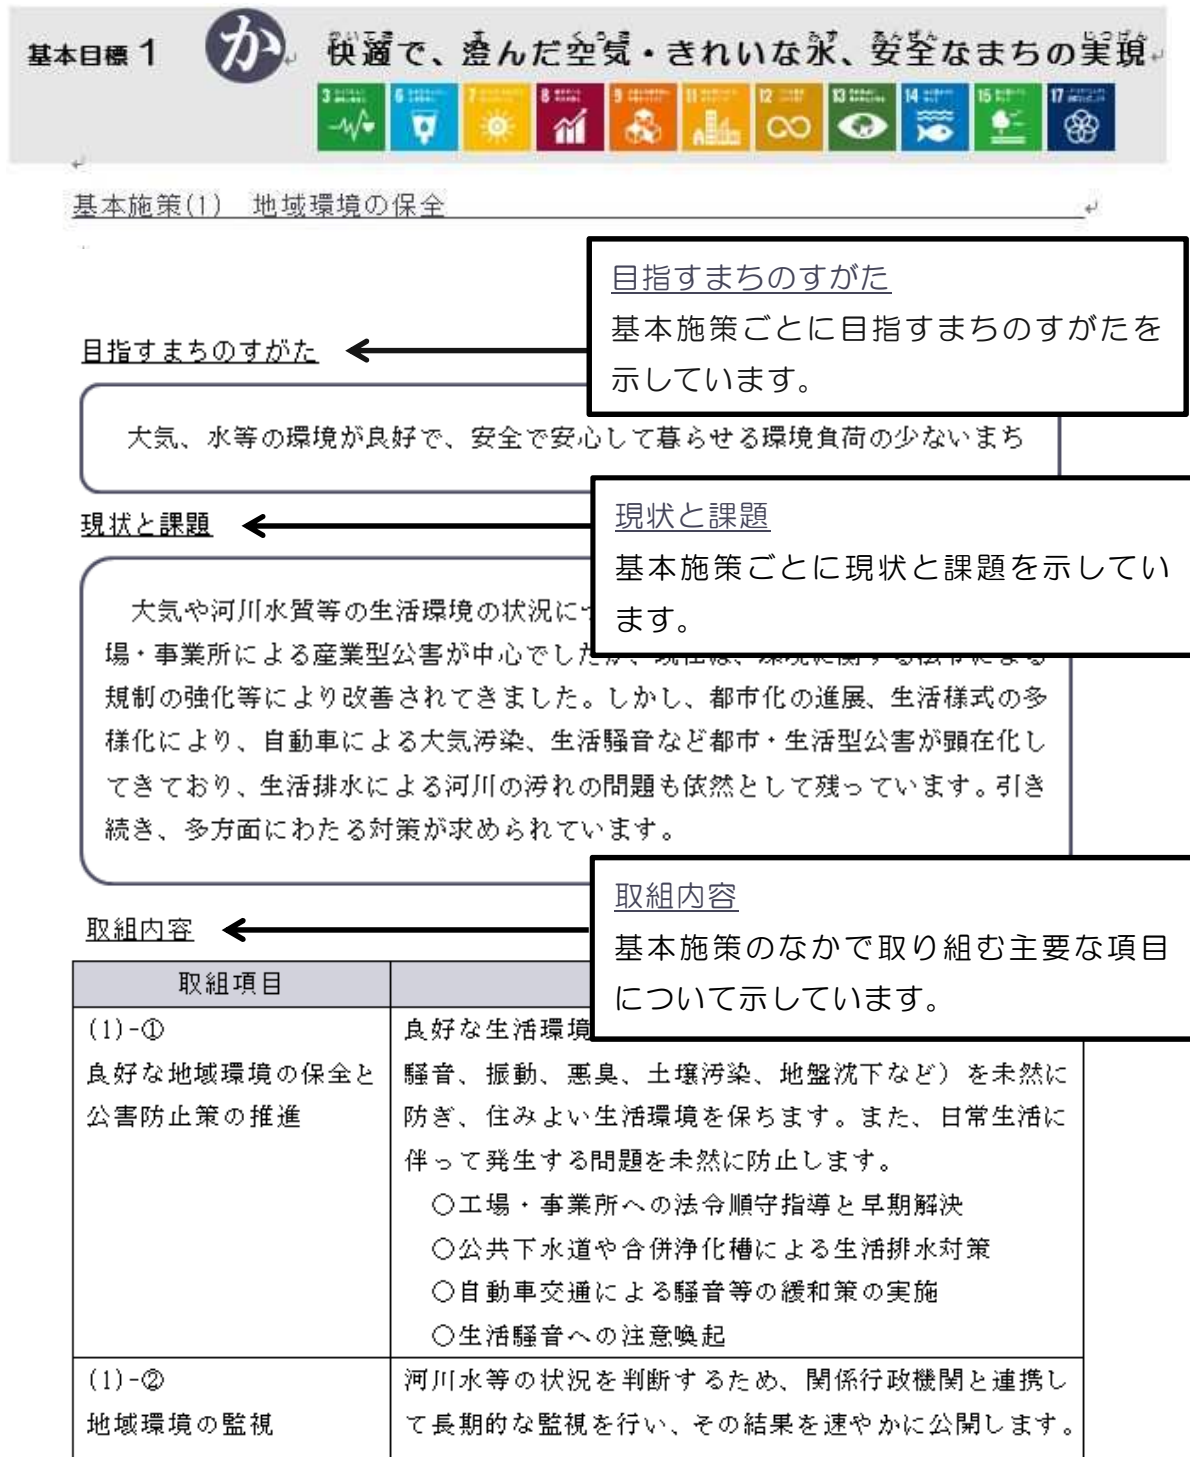 基本目標 1 か 快適で、澄んだ空気・きれいな水、安全なまちの実現
3 6 7 8 9 11 12 13 14 15 17
基本施策(1) 地域環境の保全
目指すまちのすがた
基本施策ごとに目指すまちのすがたを
示しています。
目指すまちのすがた
大気、水等の環境が良好で、安全で安心して暮らせる環境負荷の少ないまち
現状と課題
基本施策ごとに現状と課題を示してい
ます。
現状と課題
大気や河川水質等の生活環境の状況に
場・事業所による産業型公害が中心でしたが、現在は、環境に関する法令による
規制の強化等により改善されてきました。しかし、都市化の進展、生活様式の多
様化により、自動車による大気汚染、生活騒音など都市・生活型公害が顕在化し
てきており、生活排水による河川の汚れの問題も依然として残っています。引き
続き、多方面にわたる対策が求められています。
取組内容
基本施策のなかで取り組む主要な項目
について示しています。
取組内容
取組項目
(1)-①
良好な地域環境の保全と
公害防止策の推進
良好な生活環境
騒音、振動、悪臭、土壌汚染、地盤沈下など）を未然に
防ぎ、住みよい生活環境を保ちます。また、日常生活に
伴って発生する問題を未然に防止します。
○工場・事業所への法令順守指導と早期解決
○公共下水道や合併浄化槽による生活排水対策
○自動車交通による騒音等の緩和策の実施
○生活騒音への注意喚起
(1)-②
地域環境の監視
河川水等の状況を判断するため、関係行政機関と連携し
て長期的な監視を行い、その結果を速やかに公開します。